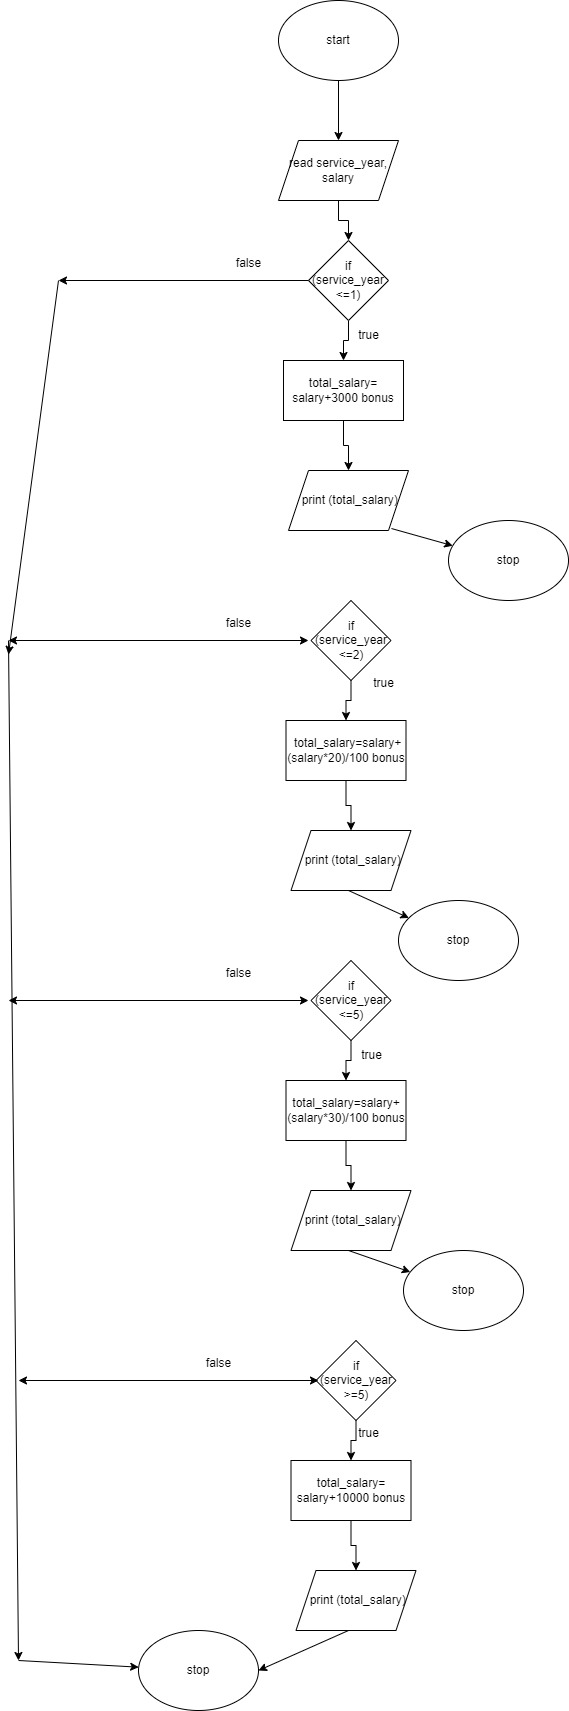 start
read service_year,
salary
false
if
(service_year
<=1)
true
total_salary=
salary+3000 bonus
print (total_salary)
stop
false
if
(service_year
<=2)
true
total_salary=salary+
(salary*20)/100 bonus
print (total_salary)
stop
false
if
(service_year
<=5)
true
total_salary=salary+
(salary*30)/100 bonus
print (total_salary)
stop
false
if
(service_year
>=5)
true
total_salary=
salary+10000 bonus
print (total_salary)
stop